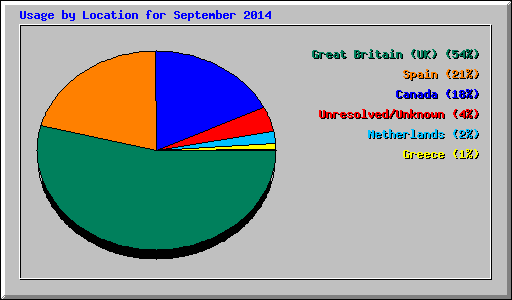 Usage by Location for September 2014
Great Britain (UK) (54%)
Spain (21%)
Canada (18%)
Unresolved/Unknown (4%)
Netherlands (2%)
Greece (1%)